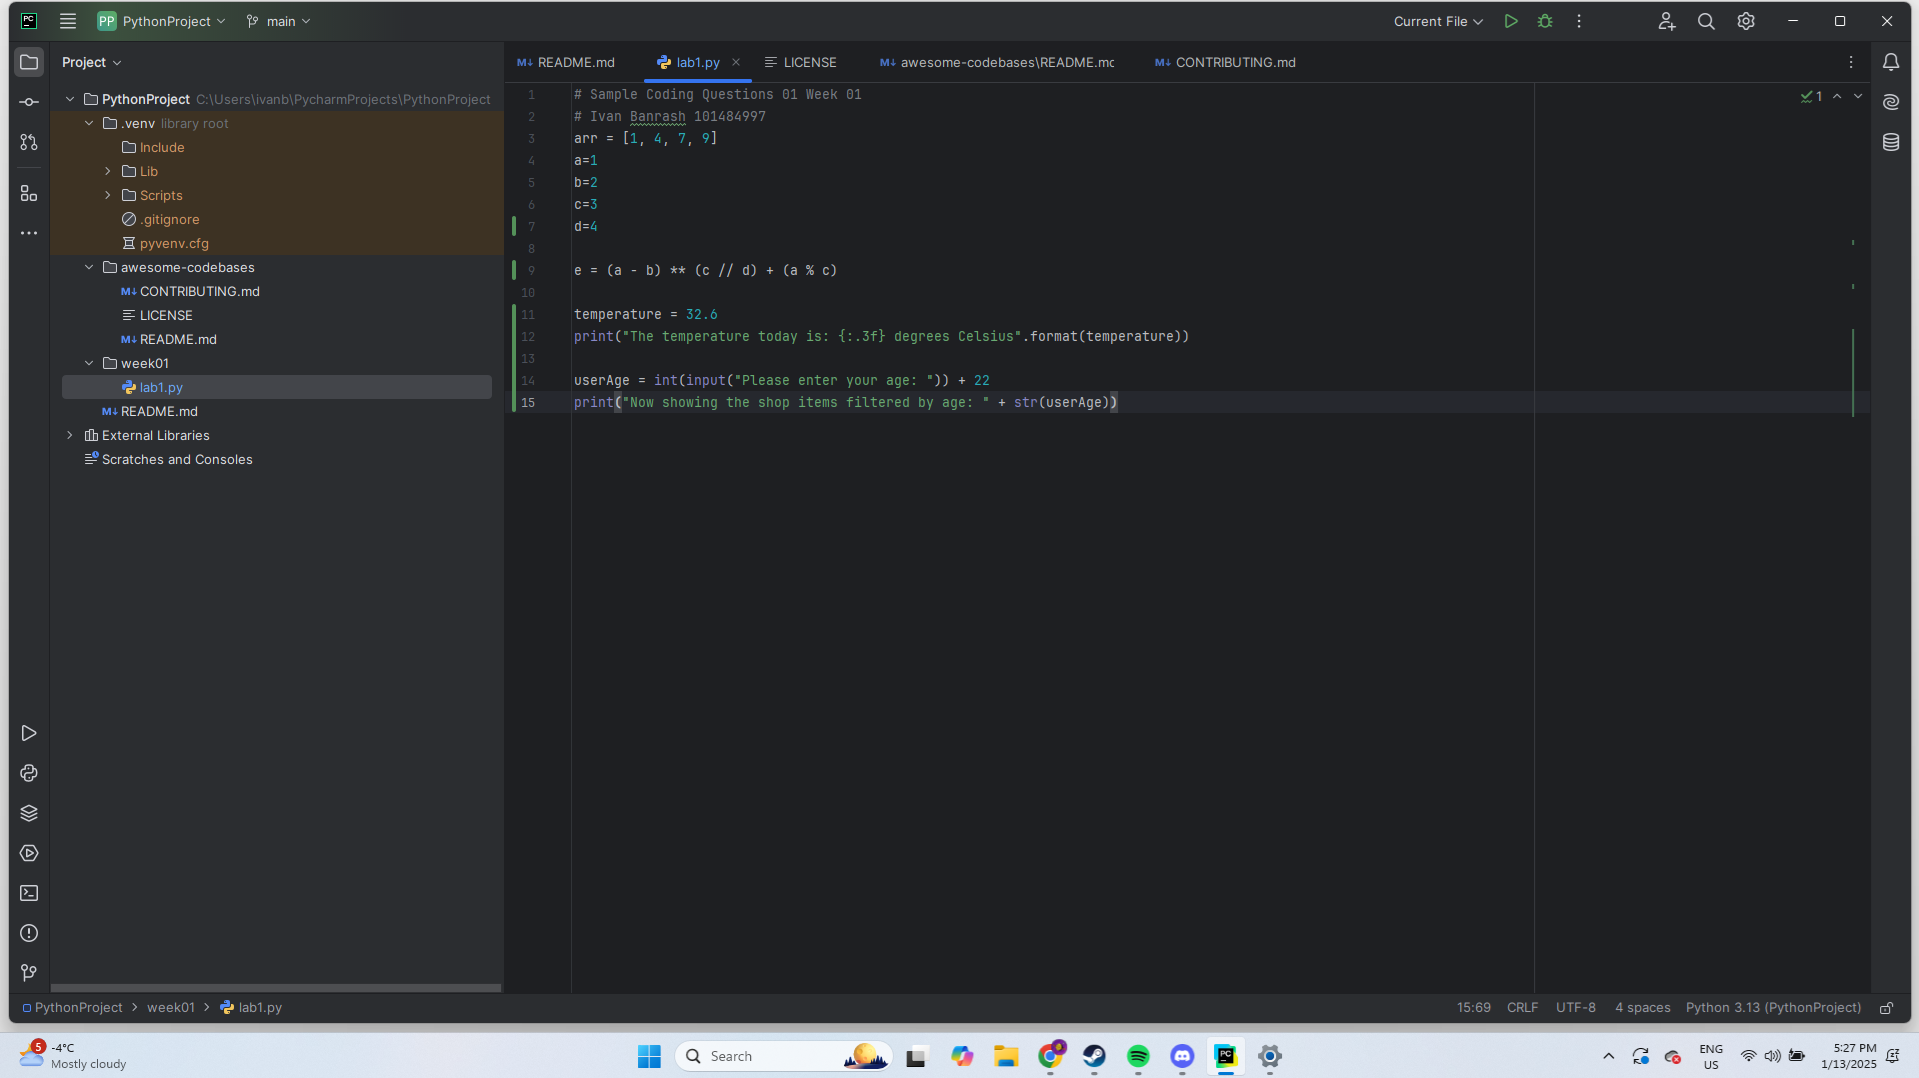 PC
PP PythonProject
main
Current File
Project
README.md
lab1.py
LICENSE
awesome-codebases\README.mc
CONTRIBUTING.md
PythonProject C:\Users\ivanb\PycharmProjects\PythonProject
.venv library root
Include
Lib
Scripts
.gitignore
pyvenv.cfg
awesome-codebases
M↓ CONTRIBUTING.md
LICENSE
M↓ README.md
week01
lab1.py
M↓ README.md
External Libraries
Scratches and Consoles
1 # Sample Coding Questions 01 Week 01
2 # Ivan Banrash 101484997
3 arr = [1, 4, 7, 9]
4 a=1
5 b=2
6 c=3
7 d=4
8
9 e = (a - b) ** (c // d) + (a % c)
10
11 temperature = 32.6
12 print("The temperature today is: {:.3f} degrees Celsius".format(temperature))
13
14 userAge = int(input("Please enter your age: ")) + 22
15 print("Now showing the shop items filtered by age: " + str(userAge))
1
PythonProject > week01 > lab1.py
15:69 CRLF UTF-8 4 spaces Python 3.13 (PythonProject)
5
-4°C
Mostly cloudy
Search
PC
ENG
US
5:27 PM
1/13/2025